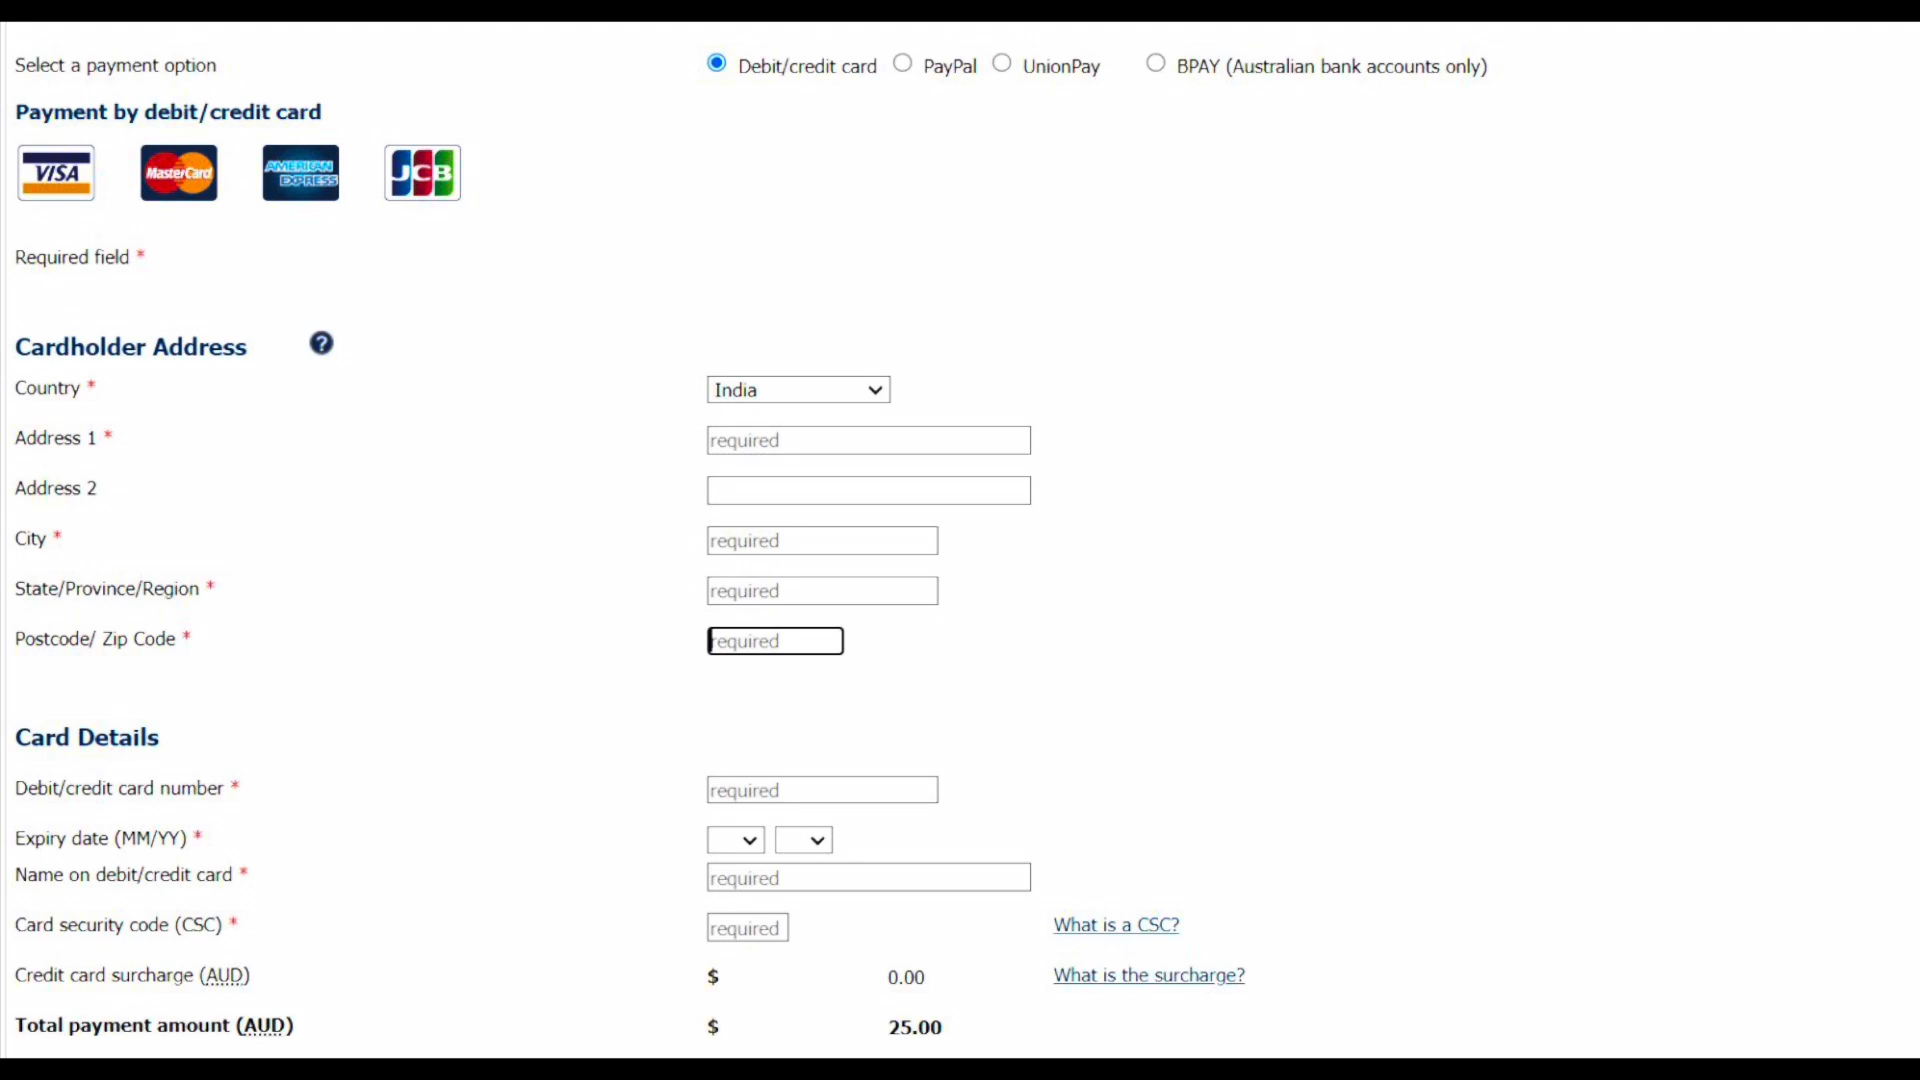 Select a payment option Debit/credit card PayPal UnionPay BPAY (Australian bank accounts only)
Payment by debit/credit card
VISA MasterCard AMERICAN EXPRESS JCB
Required field *
Cardholder Address ?
Country * India
Address 1 * required
Address 2
City * required
State/Province/Region * required
Postcode/ Zip Code * required
Card Details
Debit/credit card number * required
Expiry date (MM/YY) *
Name on debit/credit card * required
Card security code (CSC) * required What is a CSC?
Credit card surcharge (AUD) $ 0.00 What is the surcharge?
Total payment amount (AUD) $ 25.00